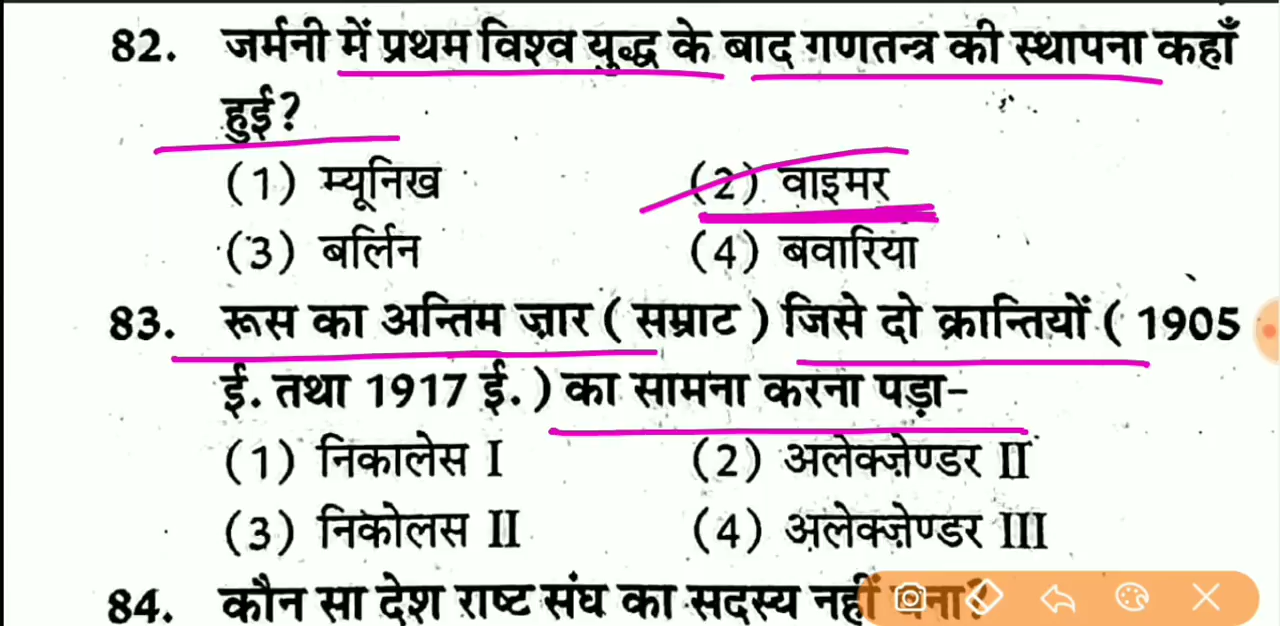 82. जर्मनी में प्रथम विश्व युद्ध के बाद गणतन्त्र की स्थापना कहाँ
हुई?
(1) म्यूनिख (2) वाइमर
(3) बर्लिन (4) बवारिया
83. रूस का अन्तिम ज़ार ( सम्राट ) जिसे दो क्रान्तियों ( 1905
ई. तथा 1917 ई. ) का सामना करना पड़ा-
(1) निकालेस I (2) अलेक्ज़ेण्डर II
(3) निकोलस II (4) अलेक्ज़ेण्डर III
84. कौन सा देश राष्ट संघ का सदस्य नहीं